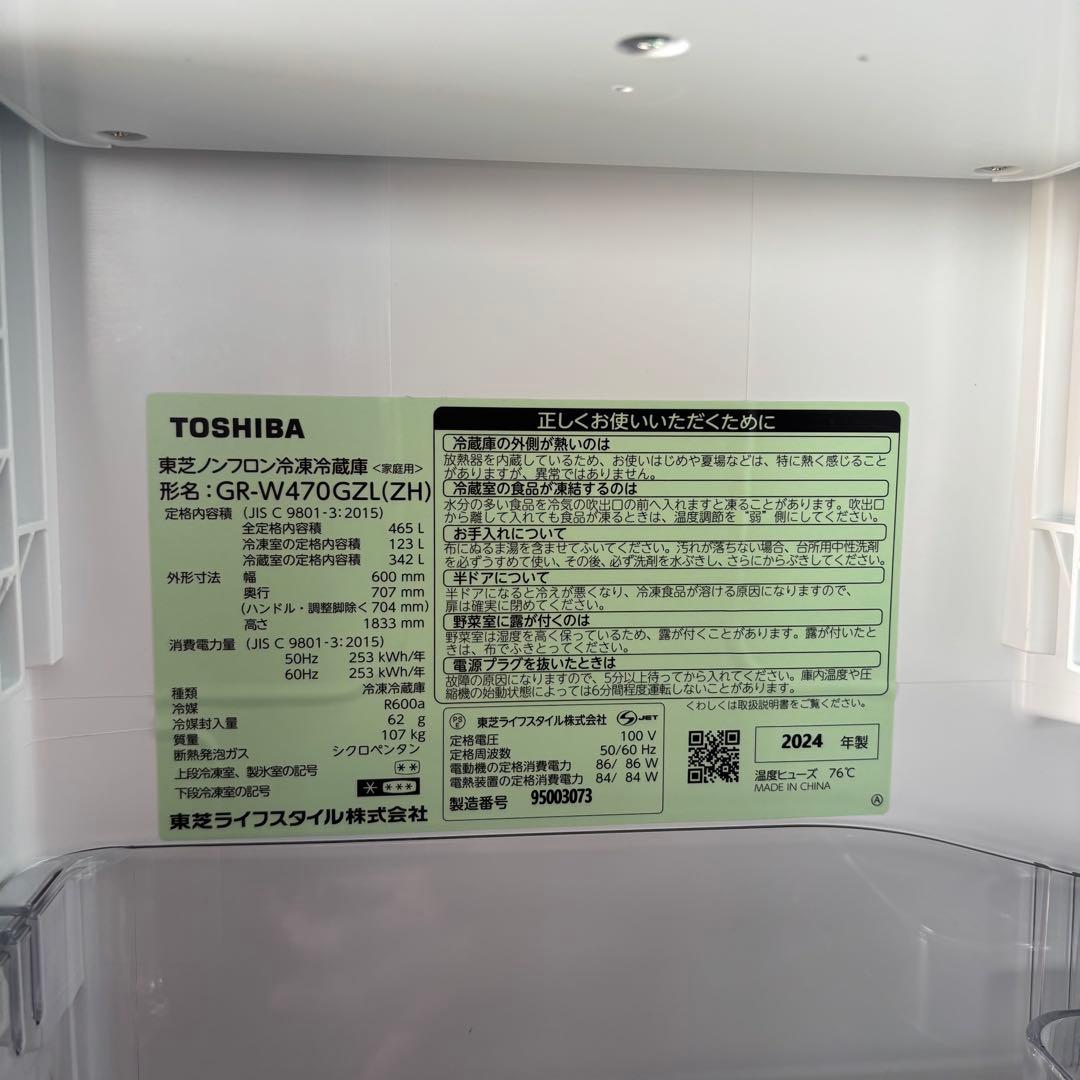 TOSHIBA
東芝ノンフロン冷凍冷蔵庫 <家庭用>
形名：GR-W470GZL(ZH)
定格内容積 (JIS C 9801-3：2015)
全定格内容積 465 L
冷凍室の定格内容積 123 L
冷蔵室の定格内容積 342 L
外形寸法 幅 600 mm
奥行 707 mm
(ハンドル・調整脚除く 704 mm)
高さ 1833 mm
消費電力量 (JIS C 9801-3：2015)
50Hz 253 kWh/年
60Hz 253 kWh/年
種類 冷凍冷蔵庫
冷媒 R600a
冷媒封入量 62 g
質量 107 kg
断熱発泡ガス シクロペンタン
上段冷凍室、製氷室の記号 **
下段冷凍室の記号 * ***
東芝ライフスタイル株式会社
正しくお使いいただくために
冷蔵庫の外側が熱いのは
放熱器を内蔵しているため、お使いはじめや夏場などは、特に熱く感じること
がありますが、異常ではありません。
冷蔵室の食品が凍結するのは
水分の多い食品を冷気の吹出口の前へ入れますと凍ることがあります。吹出口
から離して入れても食品が凍るときは、温度調節を“弱”側にしてください。
お手入れについて
布にぬるま湯を含ませてふいてください。汚れが落ちない場合、台所用中性洗剤
を必ずうすめて使い、その後、必ず洗剤を水ぶきし、さらにからぶきしてください。
半ドアについて
半ドアになると冷えが悪くなり、冷凍食品が溶ける原因になりますので、
扉は確実に閉めてください。
野菜室に露が付くのは
野菜室は湿度を高く保っているため、露が付くことがあります。露が付いたと
きは、布でふきとってください。
電源プラグを抜いたときは
故障の原因になりますので、5分以上待ってから入れてください。庫内温度や圧
縮機の始動状態によっては6分間程度運転しないことがあります。
くわしくは取扱説明書をご覧ください。
PSE 東芝ライフスタイル株式会社 JET
定格電圧 100 V
定格周波数 50/60 Hz
電動機の定格消費電力 86/ 86 W
電熱装置の定格消費電力 84/ 84 W
製造番号 95003073
2024 年製
温度ヒューズ 76℃
MADE IN CHINA
Ⓐ